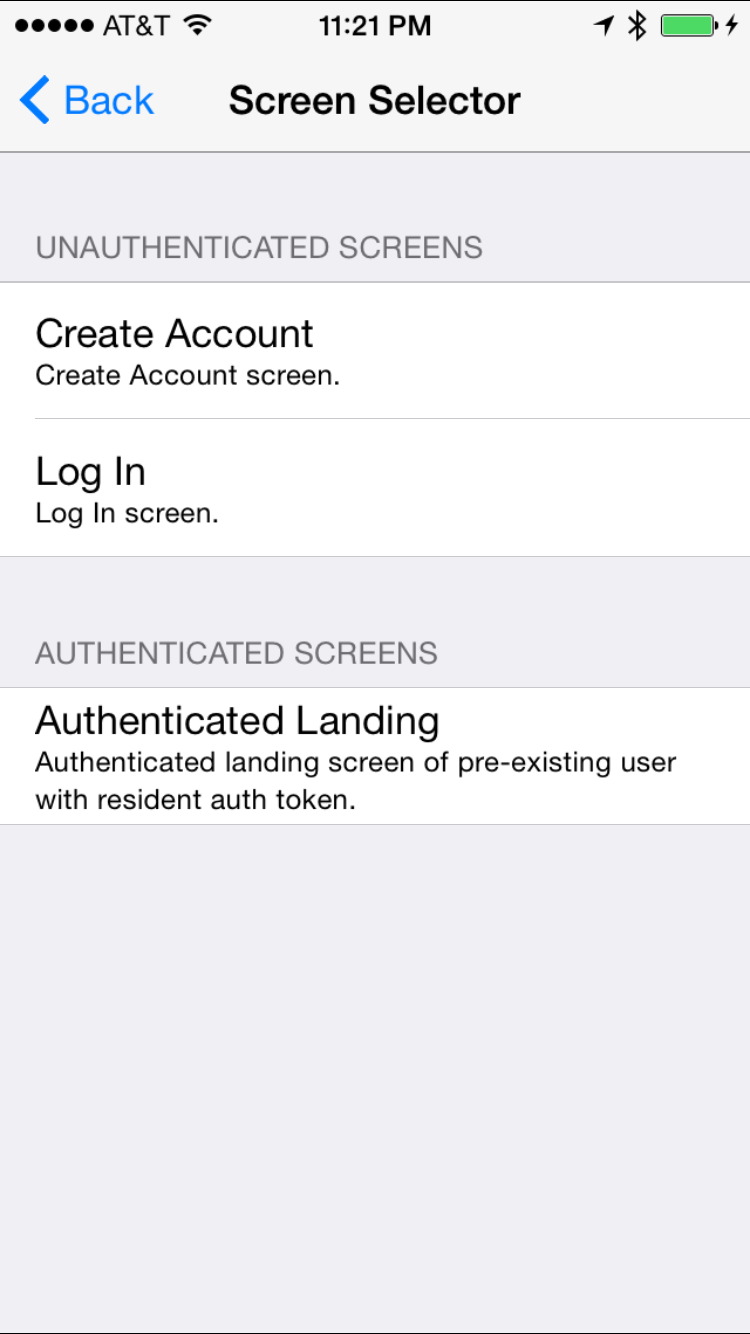 AT&T 11:21 PM
Back Screen Selector
UNAUTHENTICATED SCREENS
Create Account
Create Account screen.
Log In
Log In screen.
AUTHENTICATED SCREENS
Authenticated Landing
Authenticated landing screen of pre-existing user
with resident auth token.